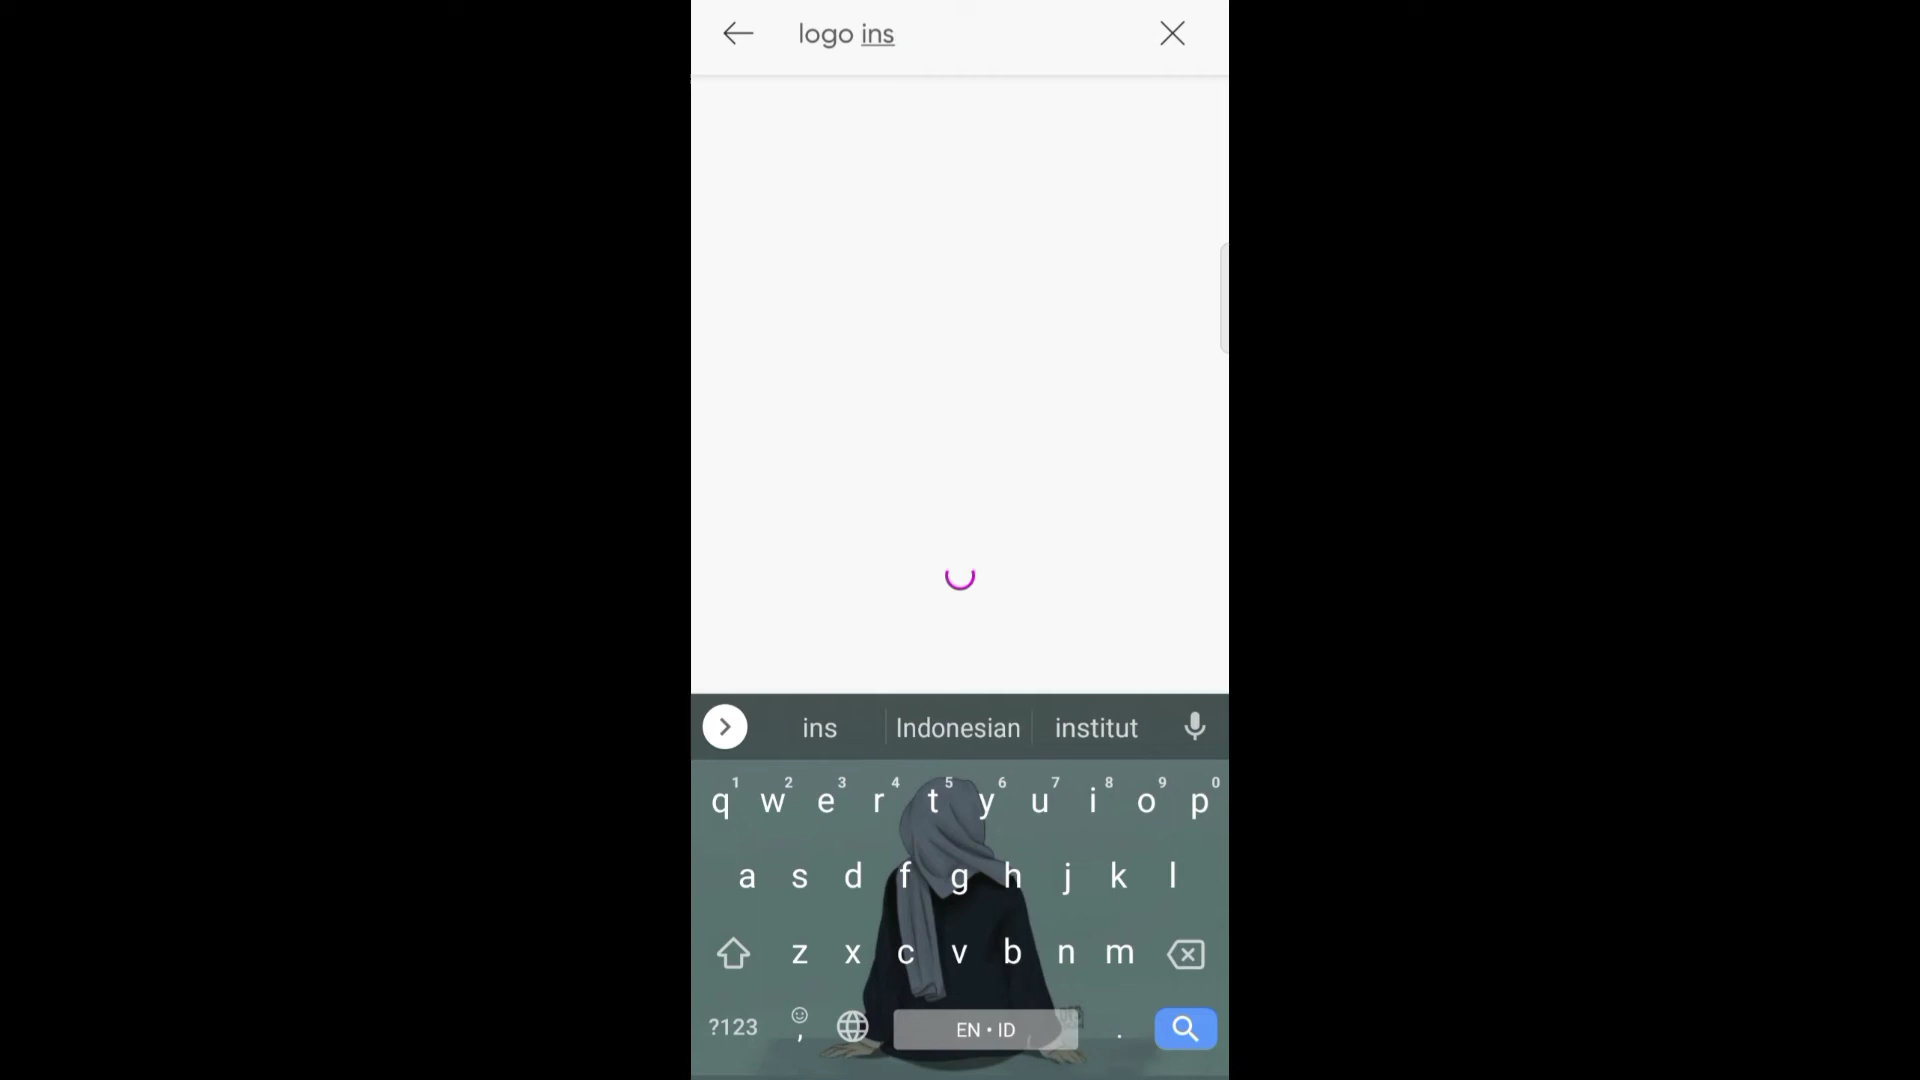 logo ins
ins Indonesian institut
1 2 3 4 5 6 7 8 9 0
q w e r t y u i o p
a s d f g h j k l
z x c v b n m
?123 , EN • ID .